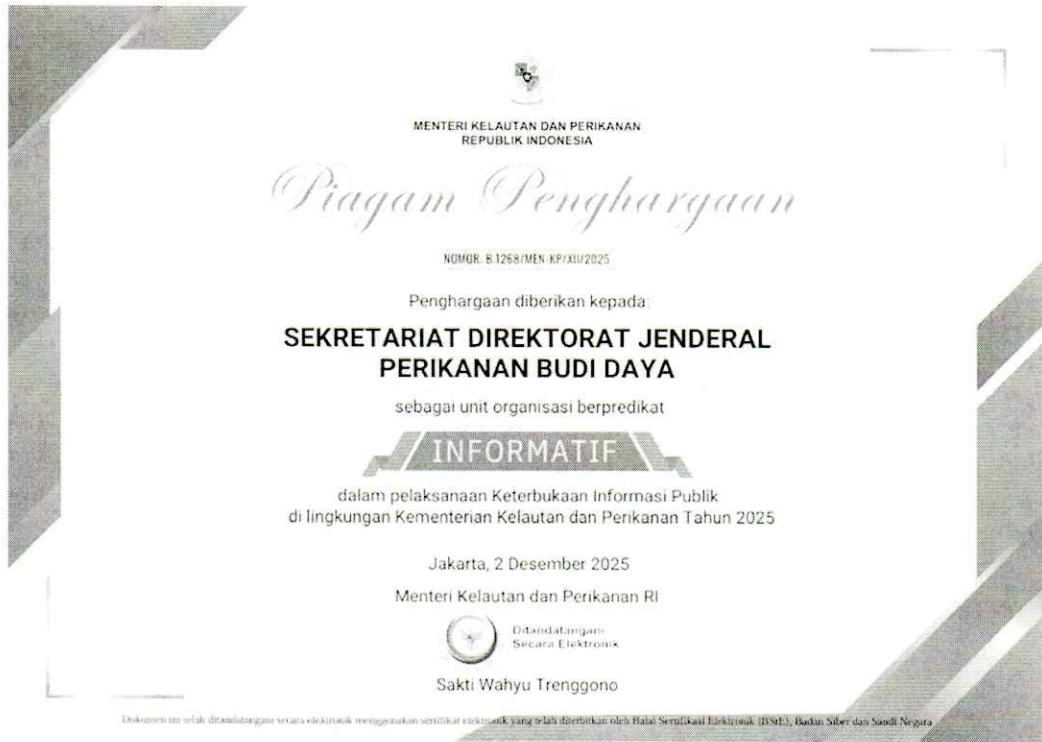 MENTERI KELAUTAN DAN PERIKANAN
REPUBLIK INDONESIA
Piagam Penghargaan
NOMOR: B.1268/MEN-KP/XII/2025
Penghargaan diberikan kepada:
SEKRETARIAT DIREKTORAT JENDERAL
PERIKANAN BUDI DAYA
sebagai unit organisasi berpredikat
INFORMATIF
dalam pelaksanaan Keterbukaan Informasi Publik
di lingkungan Kementerian Kelautan dan Perikanan Tahun 2025
Jakarta, 2 Desember 2025
Menteri Kelautan dan Perikanan RI
Ditandatangani
Secara Elektronik
Sakti Wahyu Trenggono
Dokumen ini telah ditandatangani secara elektronik menggunakan sertifikat elektronik yang telah diterbitkan oleh Balai Sertifikasi Elektronik (BSrE), Badan Siber dan Sandi Negara